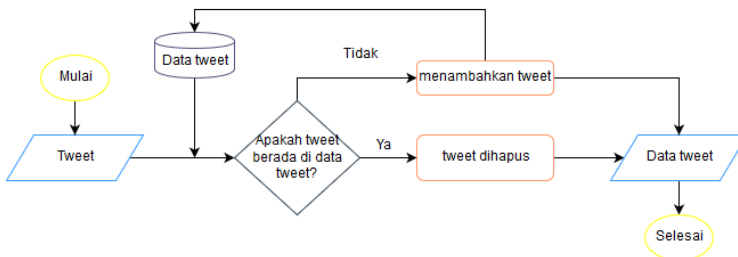 Mulai
Data tweet
Tidak
menambahkan tweet
Tweet
Apakah tweet
berada di data
tweet?
Ya
tweet dihapus
Data tweet
Selesai